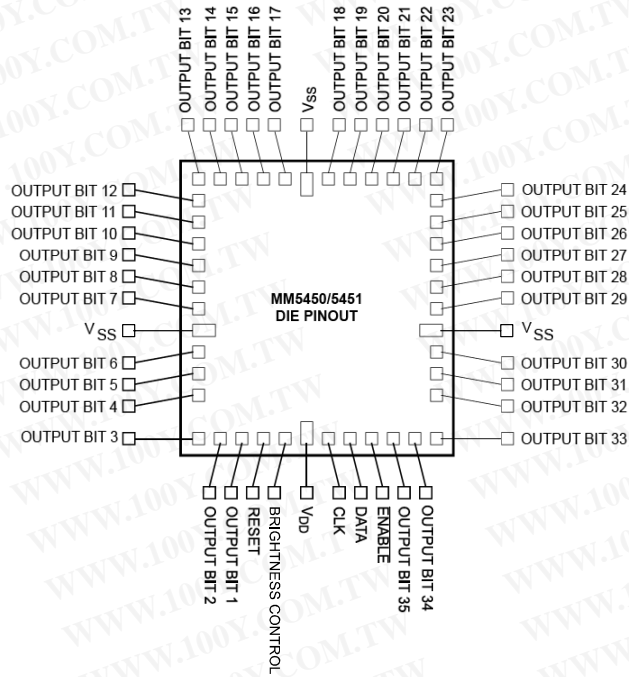 OUTPUT BIT 13
OUTPUT BIT 14
OUTPUT BIT 15
OUTPUT BIT 16
OUTPUT BIT 17
VSS
OUTPUT BIT 18
OUTPUT BIT 19
OUTPUT BIT 20
OUTPUT BIT 21
OUTPUT BIT 22
OUTPUT BIT 23
OUTPUT BIT 12
OUTPUT BIT 11
OUTPUT BIT 10
OUTPUT BIT 9
OUTPUT BIT 8
OUTPUT BIT 7
VSS
OUTPUT BIT 6
OUTPUT BIT 5
OUTPUT BIT 4
OUTPUT BIT 3
MM5450/5451
DIE PINOUT
OUTPUT BIT 24
OUTPUT BIT 25
OUTPUT BIT 26
OUTPUT BIT 27
OUTPUT BIT 28
OUTPUT BIT 29
VSS
OUTPUT BIT 30
OUTPUT BIT 31
OUTPUT BIT 32
OUTPUT BIT 33
OUTPUT BIT 2
OUTPUT BIT 1
RESET
BRIGHTNESS CONTROL
VDD
CLK
DATA
ENABLE
OUTPUT BIT 35
OUTPUT BIT 34
WWW.100Y.COM.TW